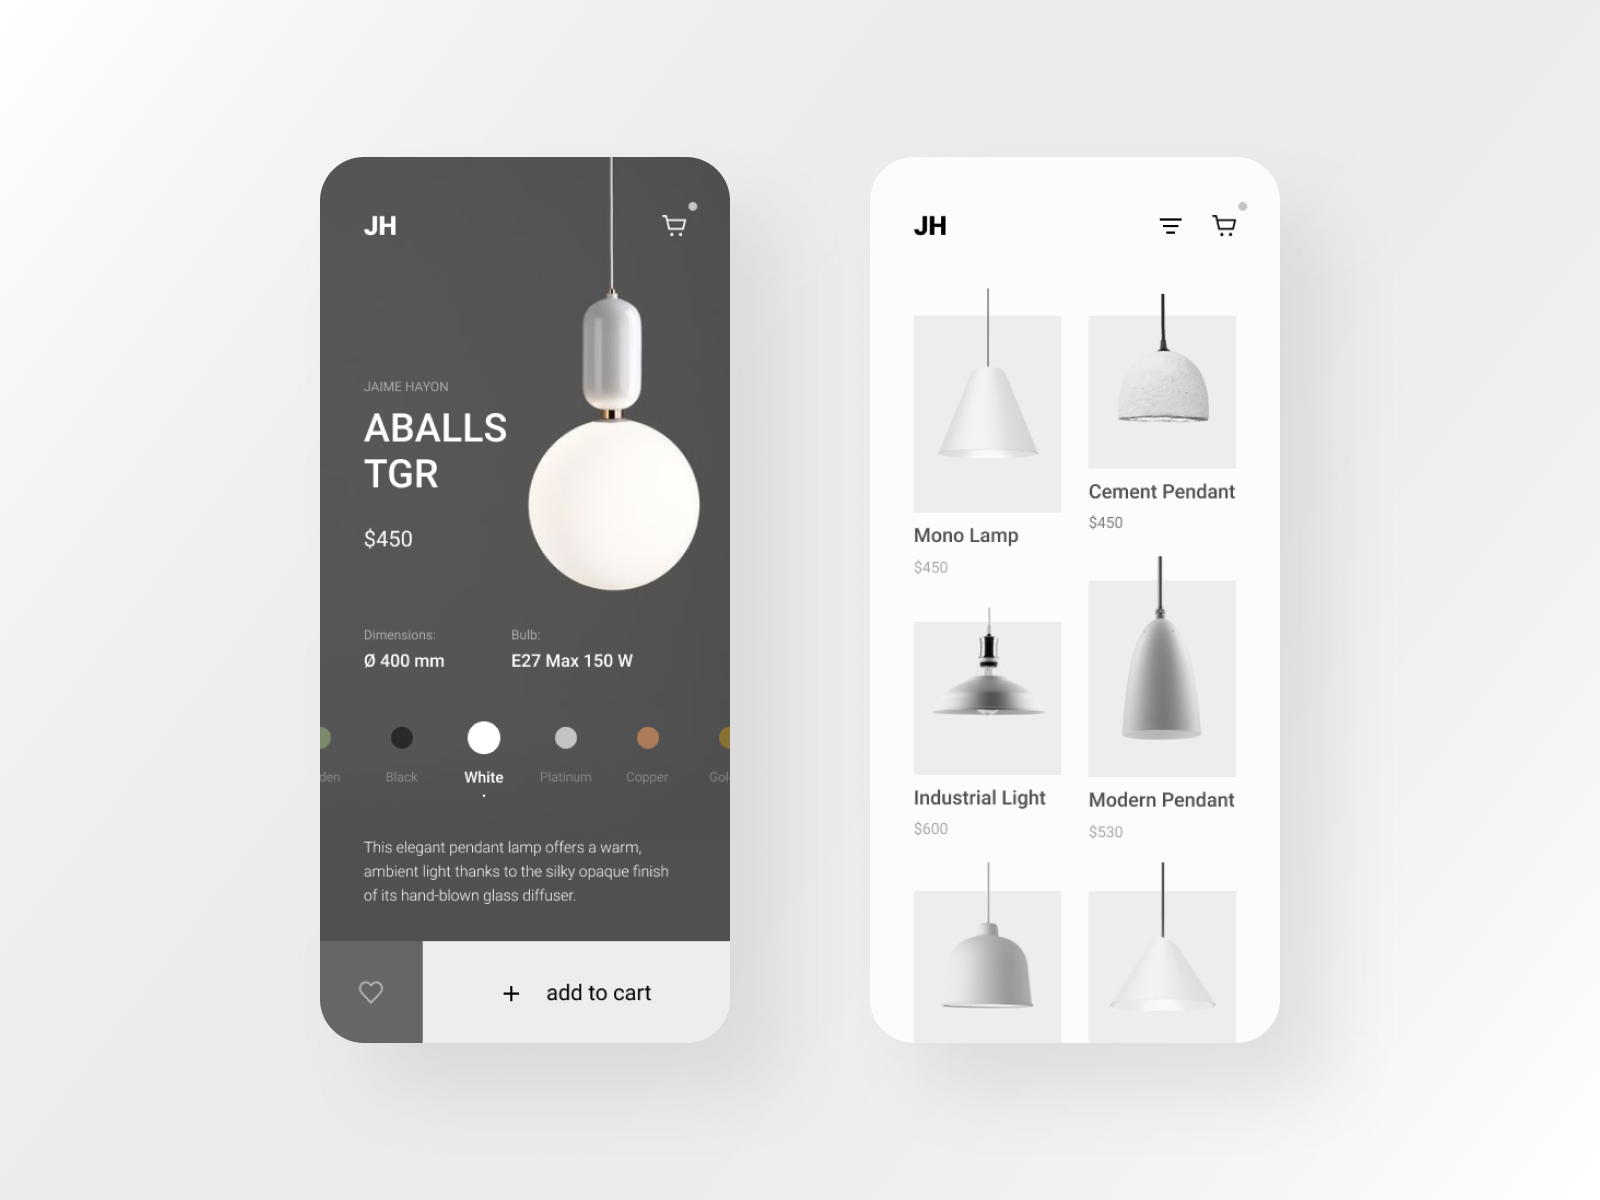 JH
JAIME HAYON
ABALLS
TGR
$450
Dimensions:
Ø 400 mm
Bulb:
E27 Max 150 W
den
Black
White
Platinum
Copper
Gol
This elegant pendant lamp offers a warm,
ambient light thanks to the silky opaque finish
of its hand-blown glass diffuser.
+ add to cart
JH
Mono Lamp
$450
Cement Pendant
$450
Industrial Light
$600
Modern Pendant
$530